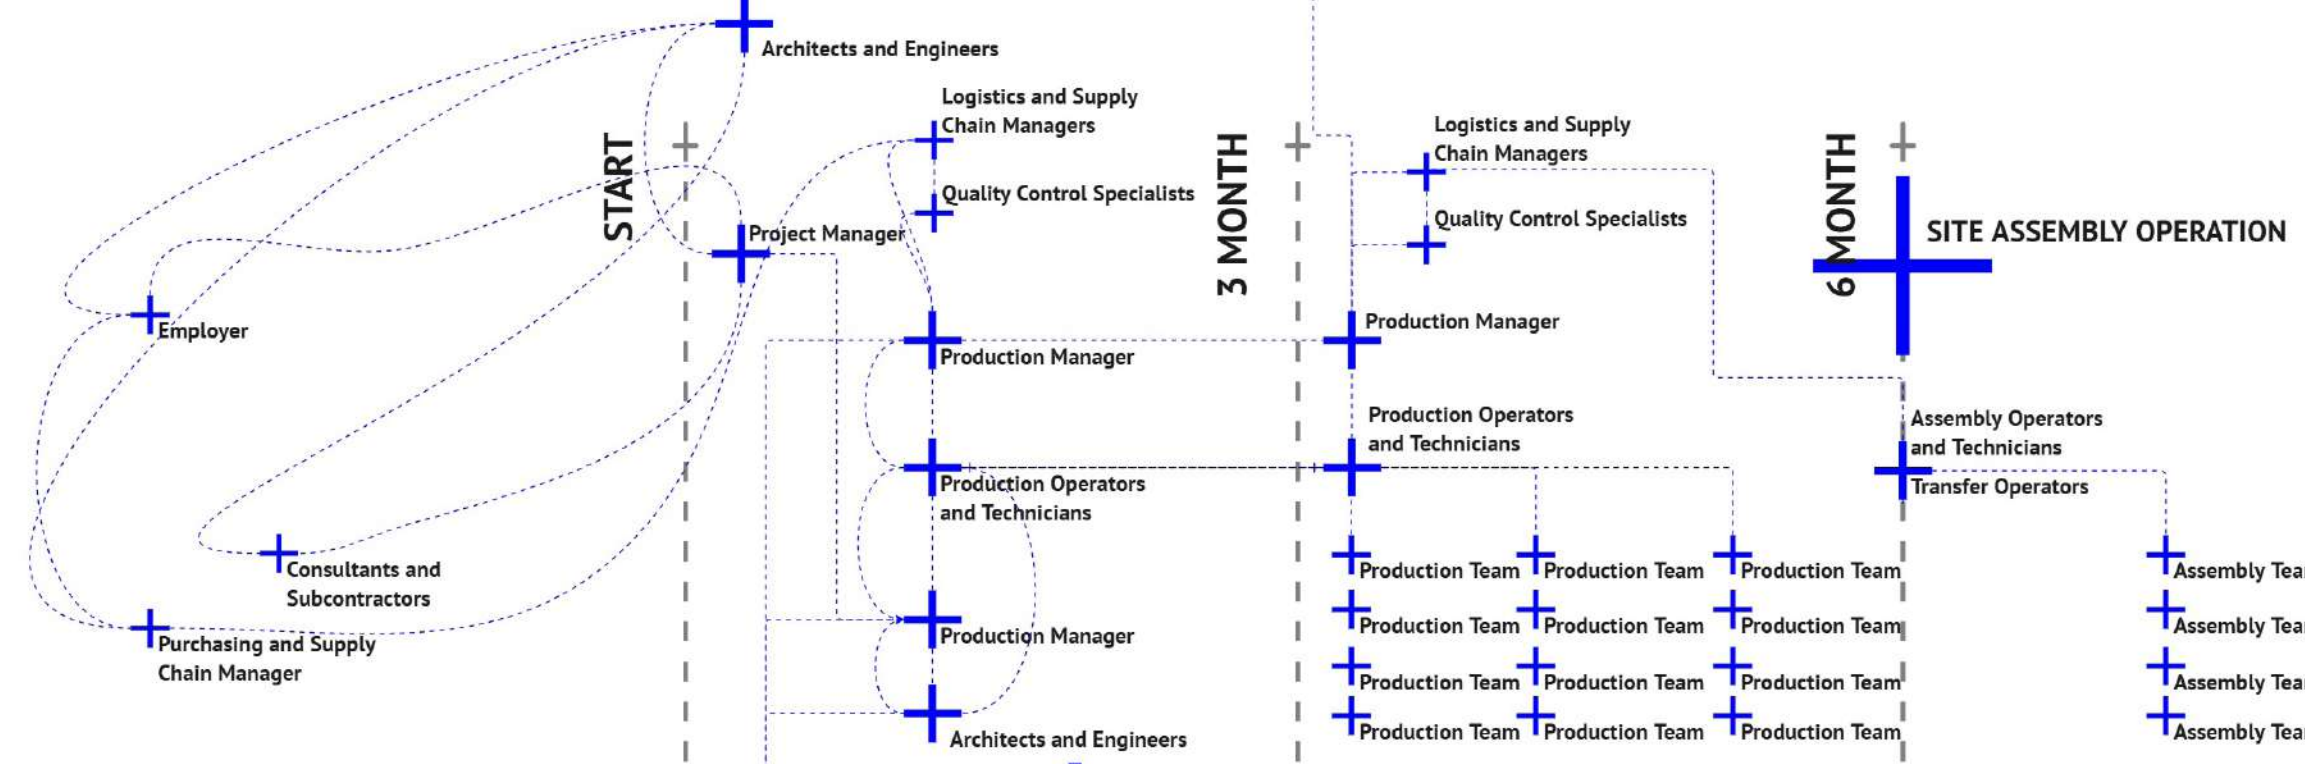 Architects and Engineers
Logistics and Supply
Chain Managers
Quality Control Specialists
START
Project Manager
Employer
Production Manager
Production Operators
and Technicians
Consultants and
Subcontractors
Purchasing and Supply
Chain Manager
Production Manager
Architects and Engineers
3 MONTH
Logistics and Supply
Chain Managers
Quality Control Specialists
Production Manager
Production Operators
and Technicians
6 MONTH
SITE ASSEMBLY OPERATION
Assembly Operators
and Technicians
Transfer Operators
Production Team Production Team Production Team Assembly
Production Team Production Team Production Team Assembly
Production Team Production Team Production Team Assembly
Production Team Production Team Production Team Assembly